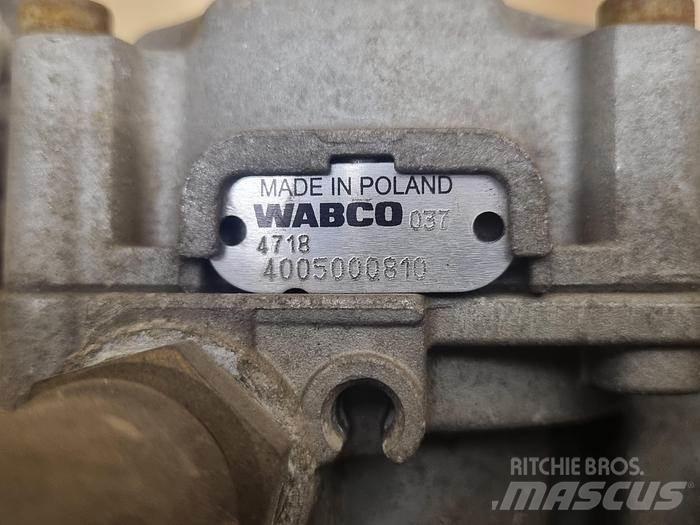 MADE IN POLAND
WABCO 037
4718
4005000810
RITCHIE BROS.
MASCUS